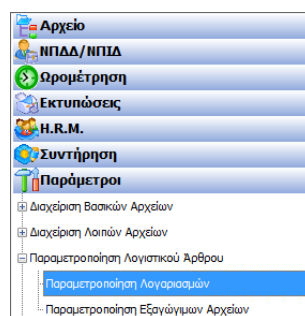 Αρχείο
ΝΠΔΔ/ΝΠΙΔ
Ωρομέτρηση
Εκτυπώσεις
H.R.M.
Συντήρηση
Παράμετροι
Διαχείριση Βασικών Αρχείων
Διαχείριση Λοιπών Αρχείων
Παραμετροποίηση Λογιστικού Άρθρου
Παραμετροποίηση Λογαριασμών
Παραμετροποίηση Εξαγώγιμων Αρχείων